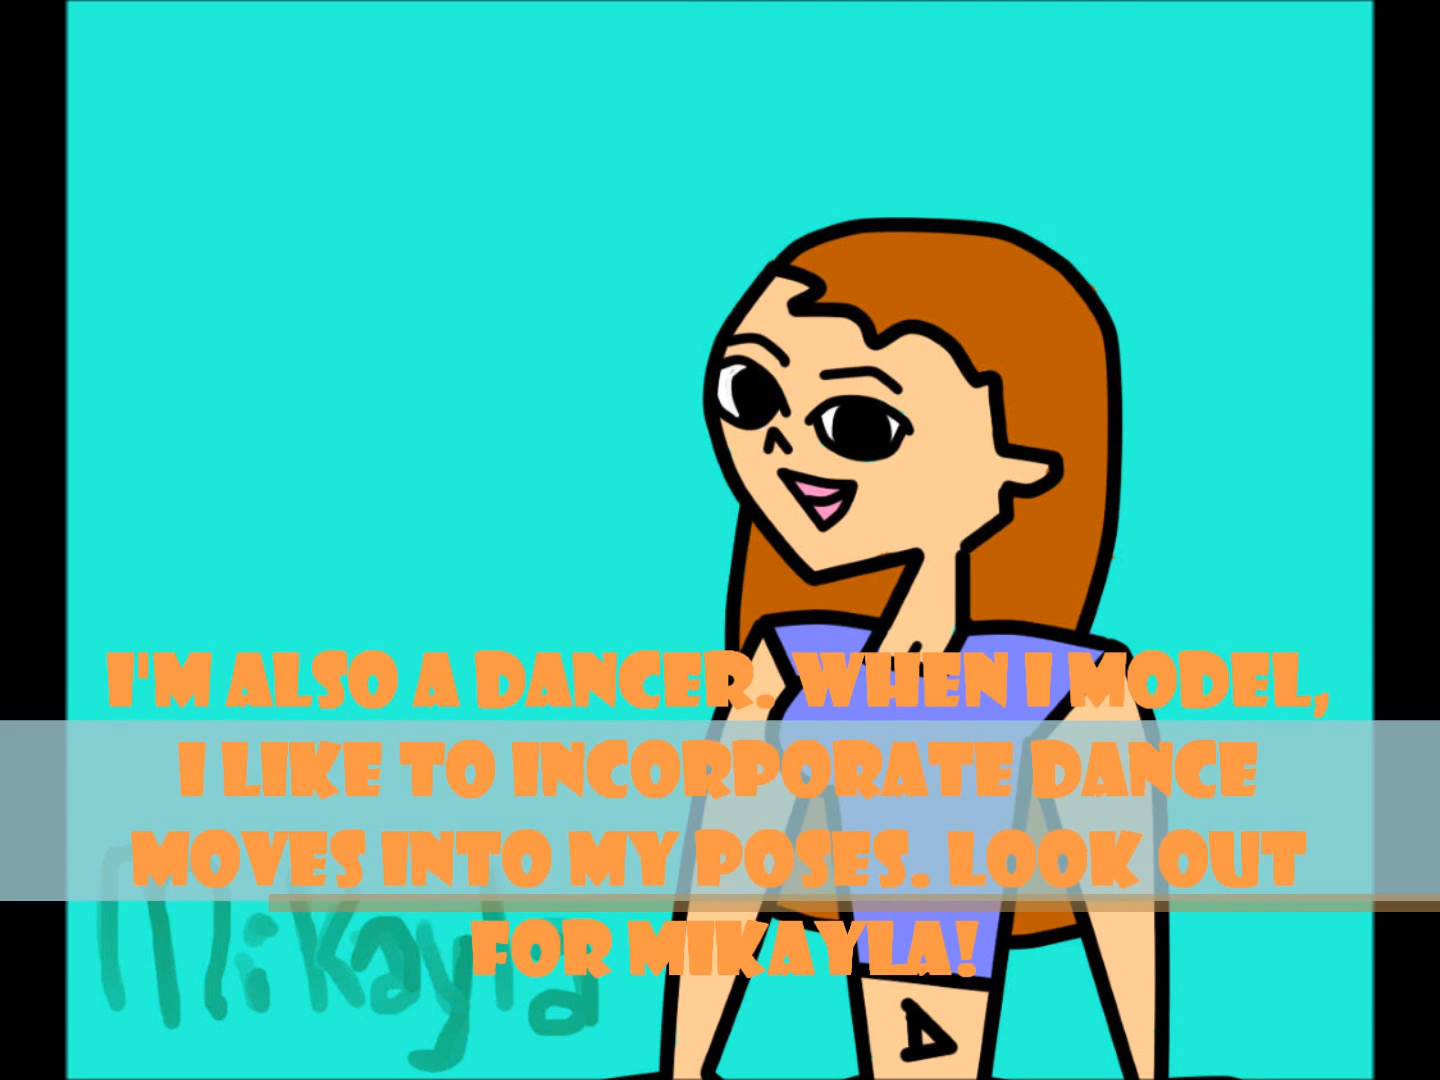 I'M ALSO A DANCER. WHEN I MODEL,
I LIKE TO INCORPORATE DANCE
MOVES INTO MY POSES. LOOK OUT
FOR MIKAYLA!
Mikayla